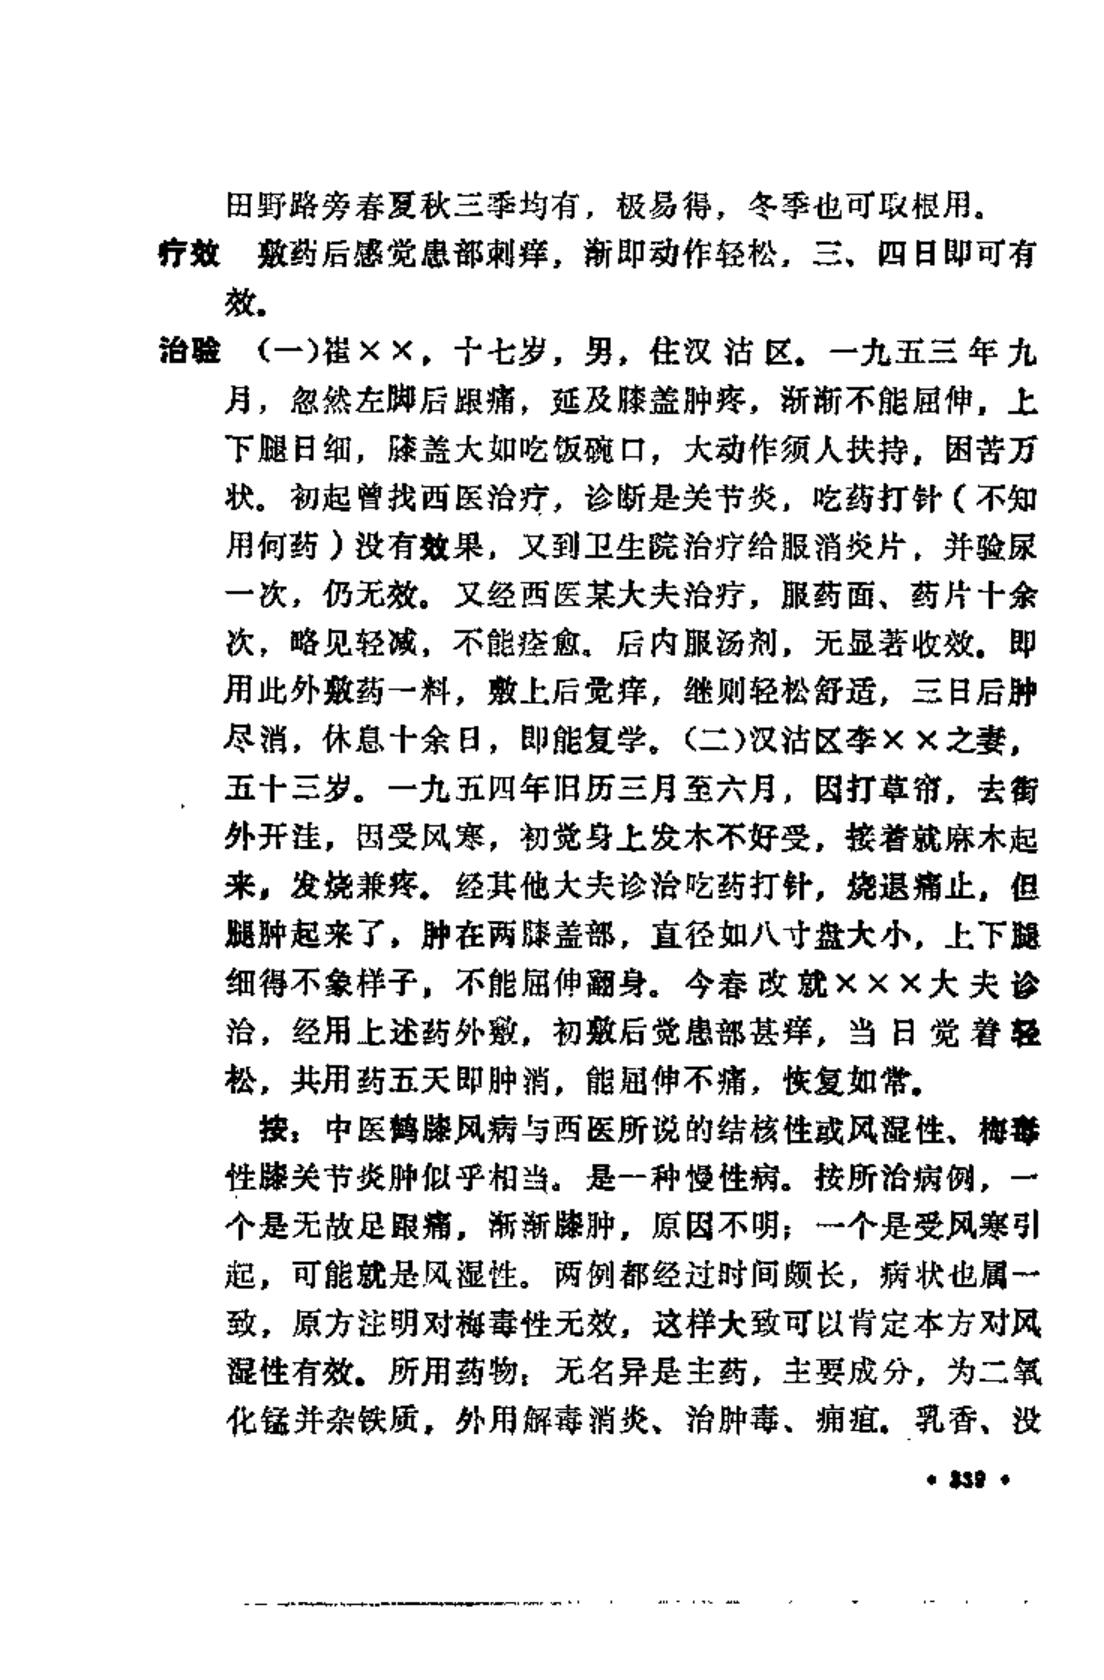 田野路旁春夏秋三季均有，极易得，冬季也可取根用。
疗效　敷药后感觉患部刺痒，渐即动作轻松，三、四日即可有
效。
治验　(一)崔××，十七岁，男，住汉沽区。一九五三年九
月，忽然左脚后跟痛，延及膝盖肿疼，渐渐不能屈伸，上
下腿日细，膝盖大如吃饭碗口，大动作须人扶持，困苦万
状。初起曾找西医治疗，诊断是关节炎，吃药打针(不知
用何药)没有效果，又到卫生院治疗给服消炎片，并验尿
一次，仍无效。又经西医某大夫治疗，服药面、药片十余
次，略见轻减，不能痊愈。后内服汤剂，无显著收效。即
用此外敷药一料，敷上后觉痒，继则轻松舒适，三日后肿
尽消，休息十余日，即能复学。(二)汉沽区李××之妻，
五十三岁。一九五四年旧历三月至六月，因打草帘，去街
外开洼，因受风寒，初觉身上发木不好受，接着就麻木起
来，发烧兼疼。经其他大夫诊治吃药打针，烧退痛止，但
腿肿起来了，肿在两膝盖部，直径如八寸盘大小，上下腿
细得不象样子，不能屈伸翻身。今春改就×××大夫诊
治，经用上述药外敷，初敷后觉患部甚痒，当日觉着轻
松，共用药五天即肿消，能屈伸不痛，恢复如常。
按：中医鹤膝风病与西医所说的结核性或风湿性、梅毒
性膝关节炎肿似乎相当。是一种慢性病。按所治病例，一
个是无故足跟痛，渐渐膝肿，原因不明；一个是受风寒引
起，可能就是风湿性。两例都经过时间颇长，病状也属一
致，原方注明对梅毒性无效，这样大致可以肯定本方对风
湿性有效。所用药物：无名异是主药，主要成分，为二氧
化锰并杂铁质，外用解毒消炎、治肿毒、痈疽。乳香、没
• 339 •